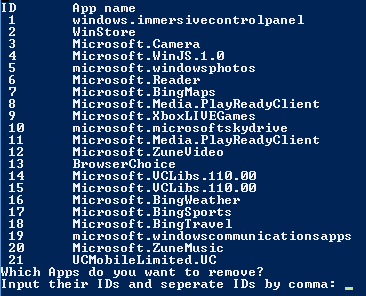 ID App name
1 windows.immersivecontrolpanel
2 WinStore
3 Microsoft.Camera
4 Microsoft.WinJS.1.0
5 microsoft.windowsphotos
6 Microsoft.Reader
7 Microsoft.BingMaps
8 Microsoft.Media.PlayReadyClient
9 Microsoft.XboxLIVEGames
10 microsoft.microsoftskydrive
11 Microsoft.Media.PlayReadyClient
12 Microsoft.ZuneVideo
13 BrowserChoice
14 Microsoft.VCLibs.110.00
15 Microsoft.VCLibs.110.00
16 Microsoft.BingWeather
17 Microsoft.BingSports
18 Microsoft.BingTravel
19 microsoft.windowscommunicationsapps
20 Microsoft.ZuneMusic
21 UCMobileLimited.UC
Which Apps do you want to remove?
Input their IDs and seperate IDs by comma: _